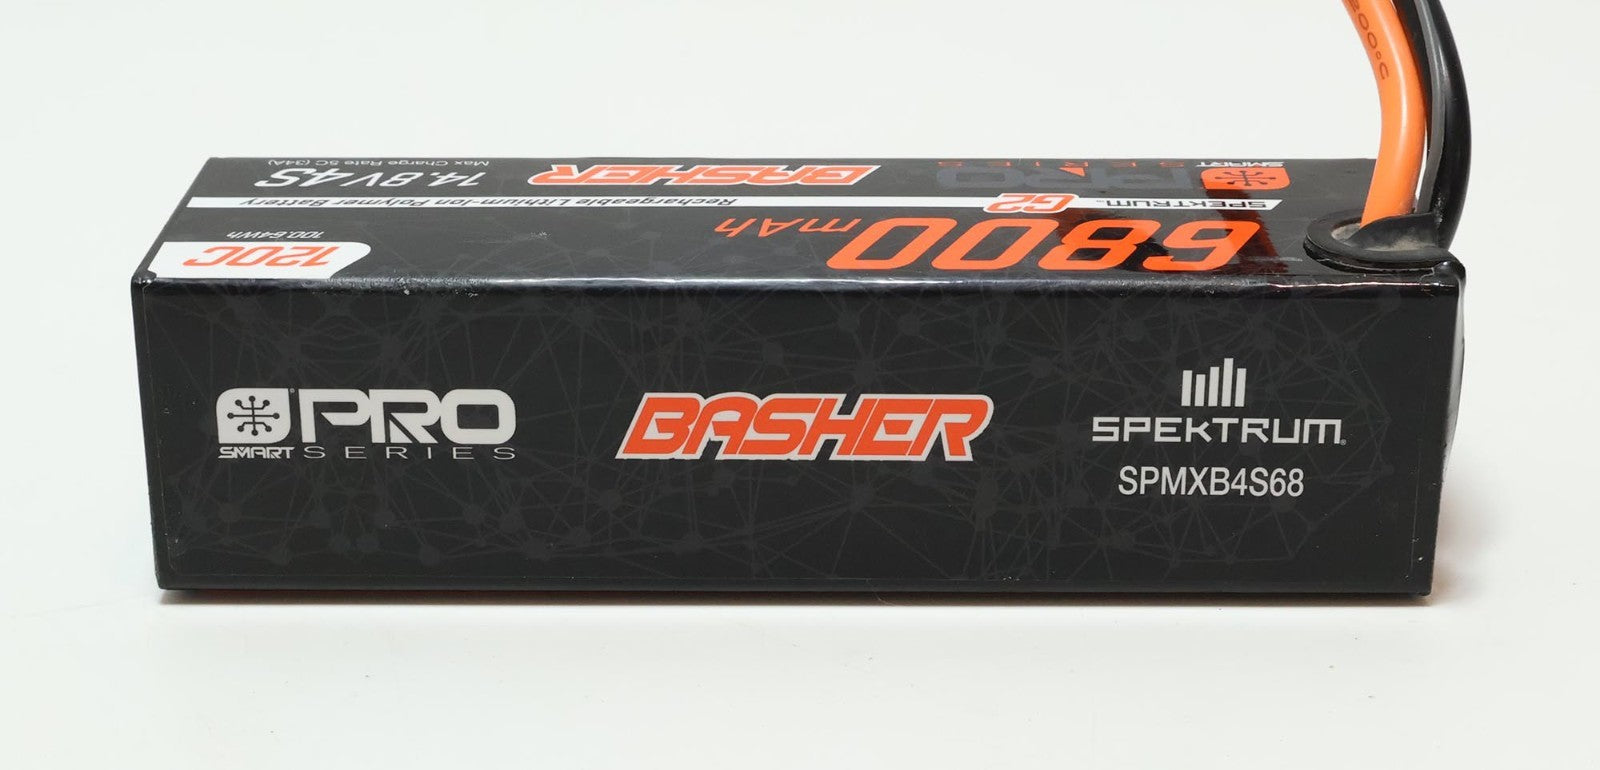 200°C
SMART
PRO
SERIES
BASHER
14.8V 4S
Max Charge Rate 5C (34A)
SPEKTRUM
G2
Rechargeable Lithium-Ion Polymer Battery
6800mAh
120C
100.64Wh
PRO
SMART SERIES
BASHER
SPEKTRUM
SPMXB4S68